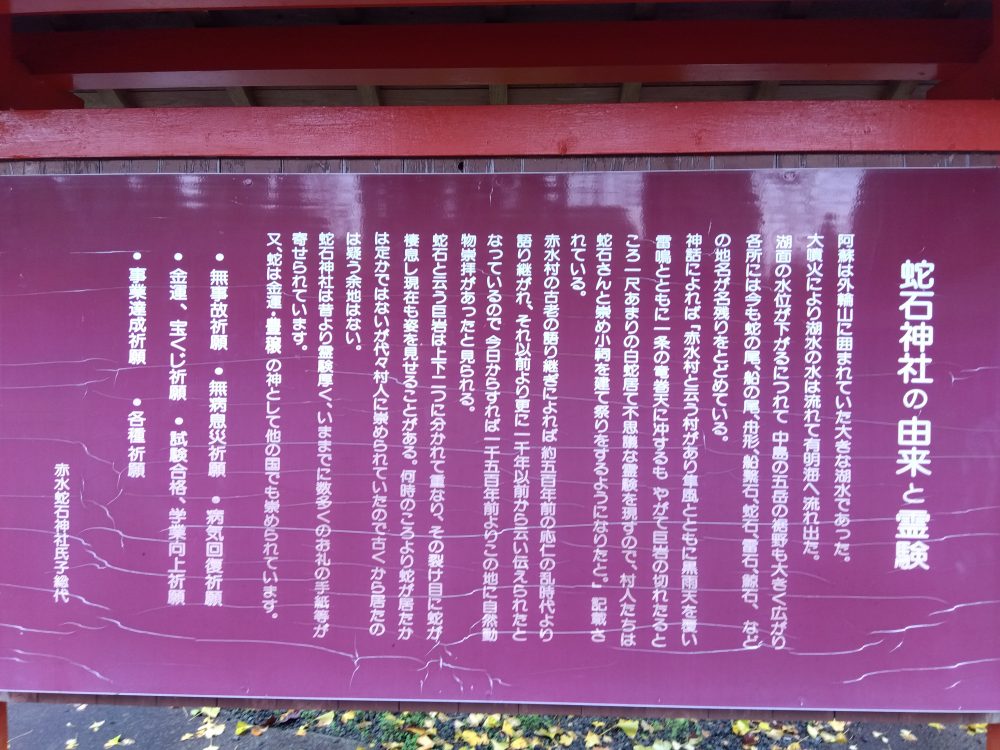 蛇石神社の由来と霊験
阿蘇は外輪山に囲まれていた大きな湖水であった。
大噴火により湖水の水は流れて有明海へ流れ出た。
湖面の水位が下がるにつれて 中島の五岳の裾野も大きく広がり
各所には今も蛇の尾、船の尾、舟形、船繋石、蛇石、雷石、鯨石、など
の地名が名残りをとどめている。
神話によれば「赤水村と云う村があり隼風とともに黒雨天を覆い
雷鳴とともに一条の竜巻天に沖するも やがて巨岩の切れたると
ころ一尺あまりの白蛇居て不思議な霊験を現すので、村人たちは
蛇石さんと崇め小祠を建て祭りをするようになりたと。」記載さ
れている。
赤水村の古老の語り継ぎによれば約五百年前の応仁の乱時代より
語り継がれ、それ以前より更に一千年以前から云い伝えられたと
なっているので 今日からすれば一千五百年前よりこの地に自然動
物崇拝があったと見られる。
蛇石と云う巨岩は上下二つに分かれて重なり、その裂け目に蛇が
棲息し現在も姿を見せることがある。何時のころより蛇が居たか
は定かではないが代々村人に崇められていたので古くから居たの
は疑う余地はない。
蛇石神社は昔より霊験厚く、いままでに数多くのお礼の手紙等が
寄せられています。
又、蛇は金運・豊穣 の神として他の国でも崇められています。
・無事故祈願 ・無病息災祈願 ・病気回復祈願
・金運、宝くじ祈願 ・試験合格、学業向上祈願
・事業達成祈願 ・各種祈願
赤水蛇石神社氏子総代